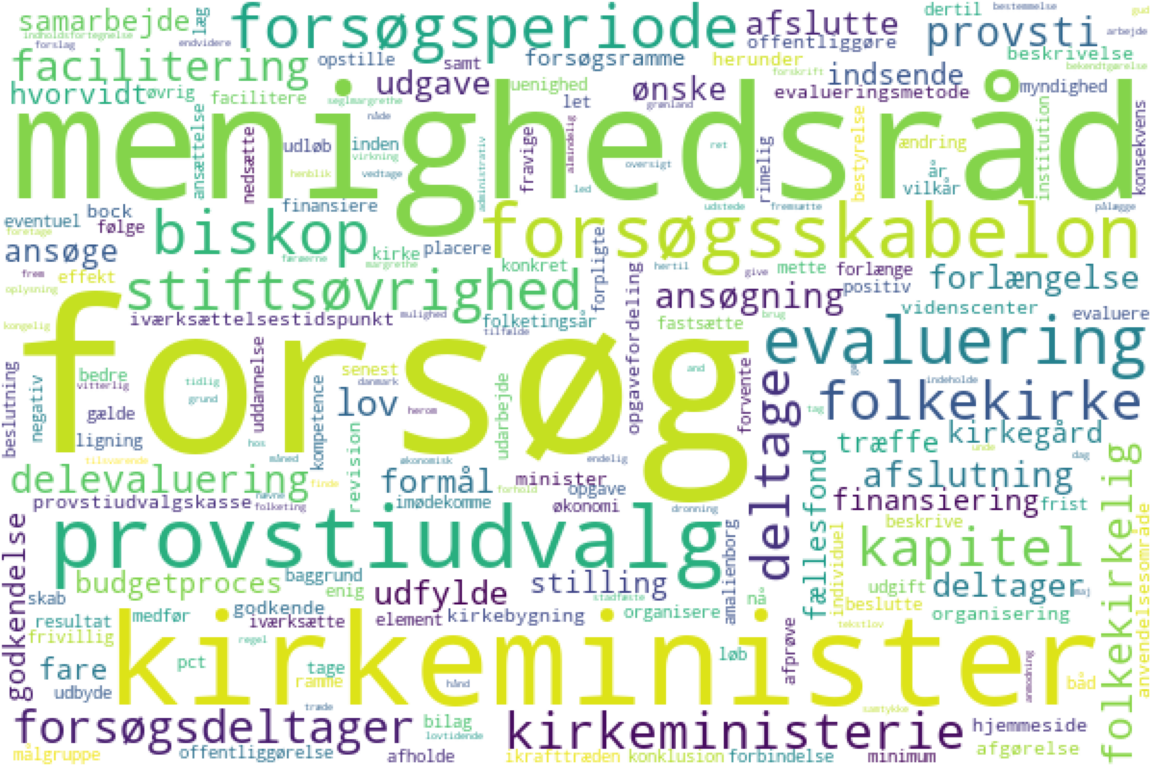 samarbejde
læg
forsøgsperiode
afslutte
dertil
bestemmelse
gud
indholdsfortegnelse
forslag
endvidere
offentliggøre
provsti
arbejde
facilitering
opstille
samt
forsøgsramme
herunder
beskrivelse
bekendtgørelse
hvorvidt
øvrig
facilitere
udgave
uenighed
ønske
forskrift
indsende
evalueringsmetode
myndighed
menighedsråd
seglmargrethe
nåde
let
grønland
ansættelse
nedsætte
udløb
inden
virkning
henblik
vedtage
administrativ
fravige
almindelig
led
oversigt
ret
rimelig
bestyrelse
ændring
år
vilkår
institution
konsekvens
eventuel
bock
følge
foretage
finansiere
udstede
fremsætte
pålægge
biskop
færøerne
kirke
margrethe
placere
forsøgsskabelon
ansøge
frem
effekt
oplysning
konkret
forpligte
hertil
give
mette
forlænge
positiv
forlængelse
stiftsøvrighed
opgavefordeling
ansøgning
brug
videnscenter
evaluere
kongelig
iværksættelsestidspunkt
mulighed
folketingsår
tilfælde
fastsætte
forsøg
evaluering
beslutning
negativ
bedre
vitterlig
gælde
ligning
tidlig
grund
uddannelse
senest
danmark
kompetence
lov
herom
udarbejde
and
forvente
deltage
indeholde
folkekirke
tag
tilsvarende
hos
måned
revision
økonomisk
endelig
træffe
kirkegård
unde
dag
delevaluering
nævne
folketing
finde
formål
forhold
minister
opgave
økonomi
imødekomme
dronning
provstiudvalgskasse
afslutning
finansiering
frist
beskrive
folkekirkelig
anvendelsesområde
godkendelse
provstiudvalg
amalienborg
fællesfond
individuel
kapitel
budgetproces
baggrund
enig
udfylde
stilling
stadfæste
nå
udgift
deltager
maj
skab
resultat
frivillig
medfør
godkende
iværksætte
element
kirkebygning
organisere
beslutte
organisering
tekstlov
regel
kirkeminister
fare
udbyde
pct
tage
ramme
hånd
løb
afprøve
anmodning
båd
træde
samtykke
forsøgsdeltager
bilag
lovtidende
kirkeministerie
hjemmeside
målgruppe
offentliggørelse
afholde
ikrafttræden
konklusion
forbindelse
minimum
afgørelse